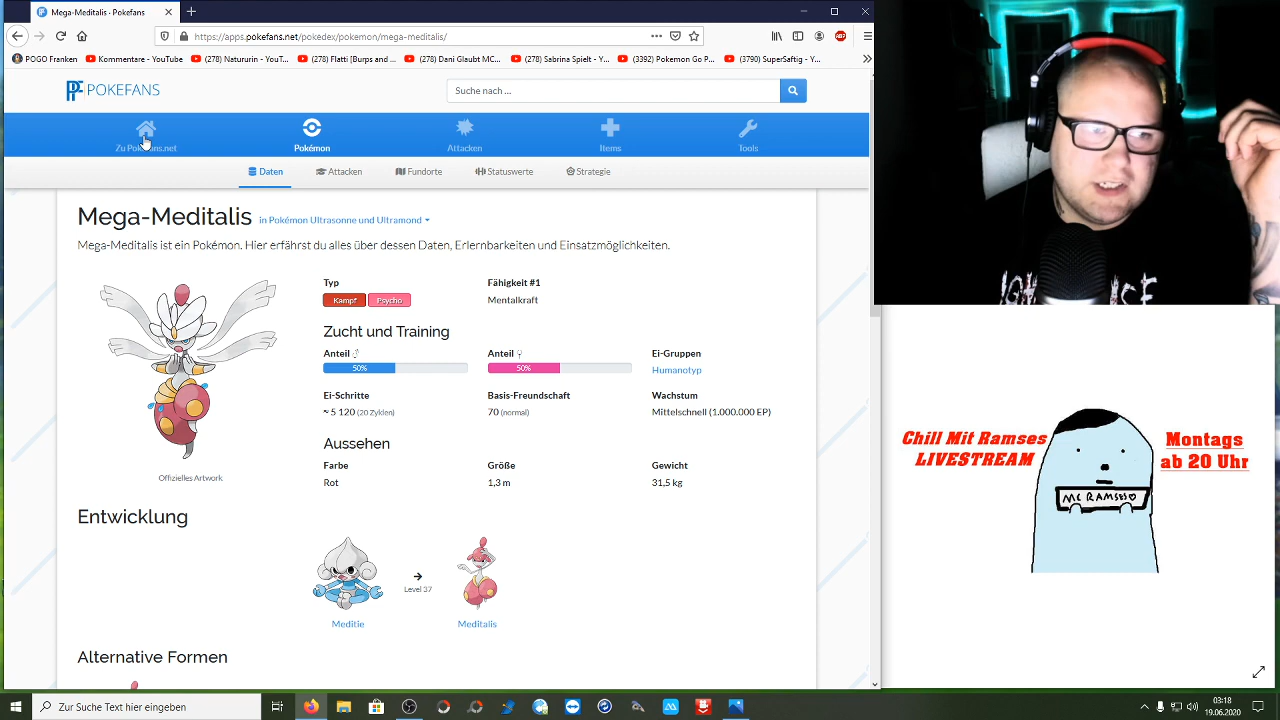 Mega-Meditalis | Pokéfans
https://apps.pokefans.net/pokedex/pokemon/mega-meditalis/
POGO Franken
Kommentare - YouTube
(278) Natururin - YouT...
(278) Flatti [Burps and ...
(278) Dani Glaubt MC...
(278) Sabrina Spielt - Y...
(3392) Pokemon Go P...
(3790) SuperSaftig - Y...
POKEFANS
Suche nach ...
Zu Pokefans.net
Pokémon
Attacken
Items
Tools
Daten
Attacken
Fundorte
Statuswerte
Strategie
Mega-Meditalis in Pokémon Ultrasonne und Ultramond
Mega-Meditalis ist ein Pokémon. Hier erfährst du alles über dessen Daten, Erlernbarkeiten und Einsatzmöglichkeiten.
Typ
Kampf Psycho
Fähigkeit #1
Mentalkraft
Zucht und Training
Anteil ♂
50%
Anteil ♀
50%
Ei-Gruppen
Humanotyp
Ei-Schritte
~ 5 120 (20 Zyklen)
Basis-Freundschaft
70 (normal)
Wachstum
Mittelschnell (1.000.000 EP)
Aussehen
Farbe
Rot
Größe
1,3 m
Gewicht
31,5 kg
Offizielles Artwork
Entwicklung
Level 37
Meditie
Meditalis
Alternative Formen
Chill Mit Ramses
LIVESTREAM
Montags
ab 20 Uhr
MC RAMSES♡
Zur Suche Text hier eingeben
03:18
19.06.2020